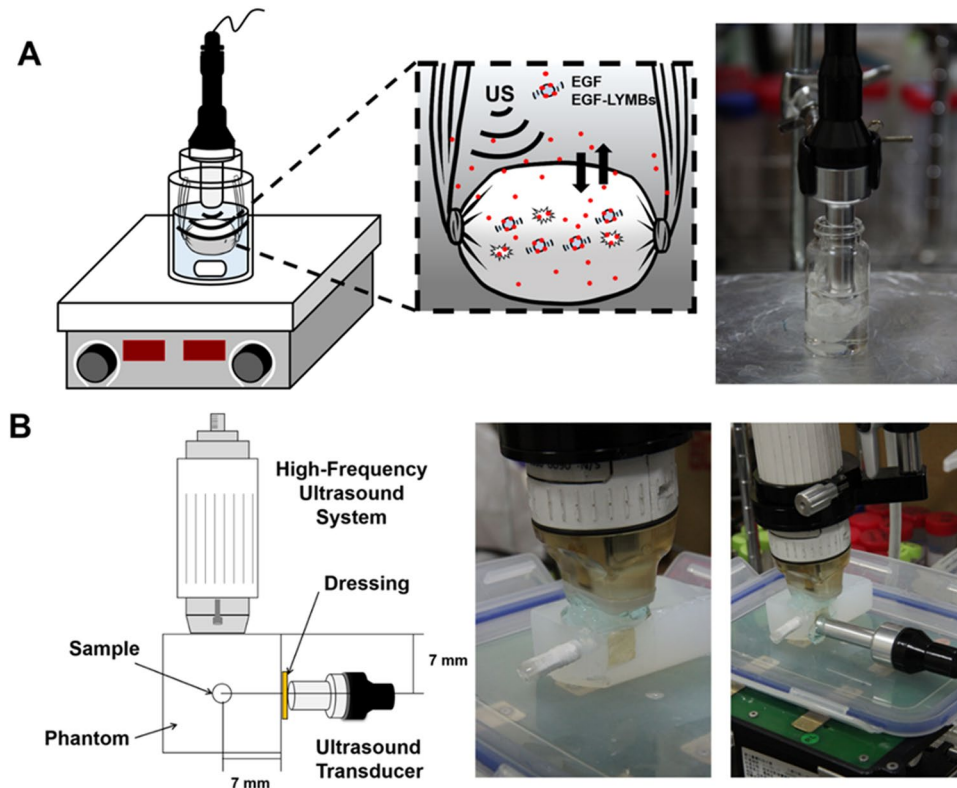 A
US
EGF
EGF-LYMBs
B
High-Frequency
Ultrasound
System
Dressing
Sample
7 mm
Phantom
Ultrasound
Transducer
7 mm